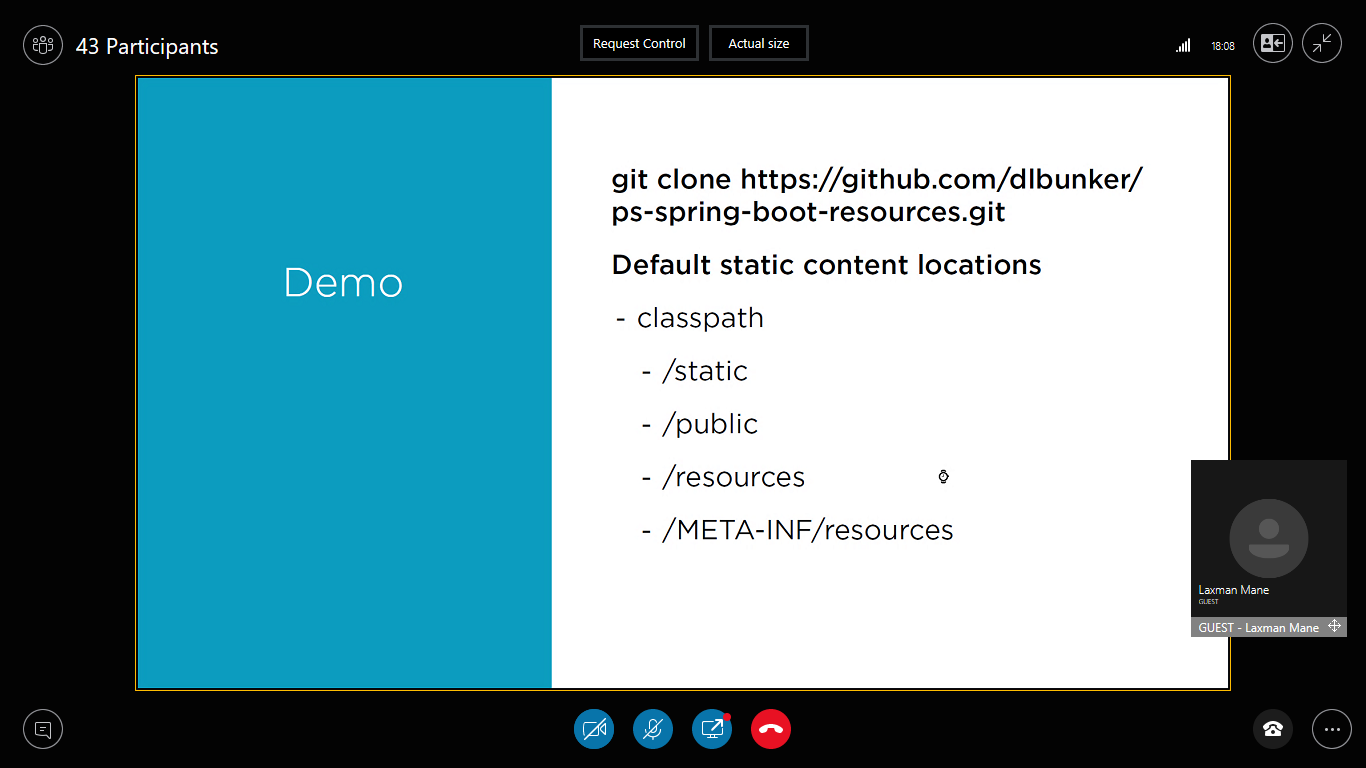 43 Participants
Request Control
Actual size
18:08
Demo
git clone https://github.com/dlbunker/
ps-spring-boot-resources.git
Default static content locations
- classpath
- /static
- /public
- /resources
- /META-INF/resources
Laxman Mane
GUEST
GUEST - Laxman Mane